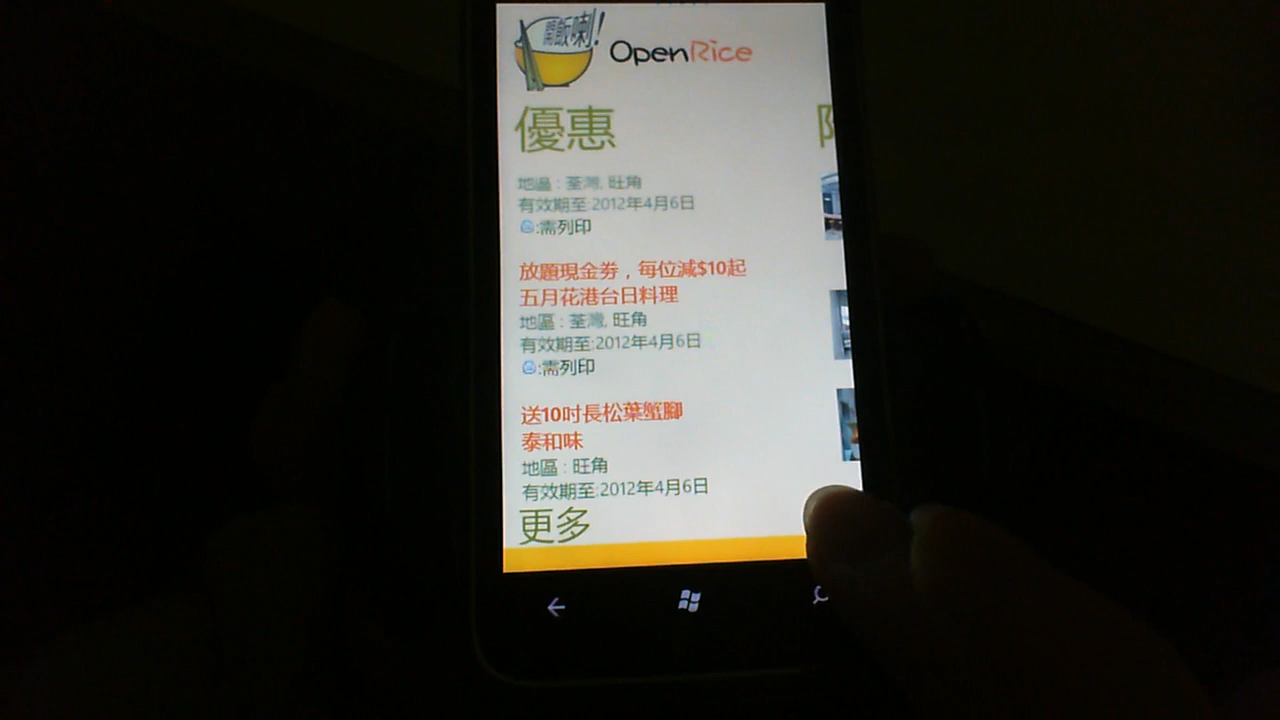 開飯喇!
OpenRice
優惠
地區 : 荃灣, 旺角
有效期至:2012年4月6日
:需列印
放題現金券，每位減$10起
五月花港台日料理
地區 : 荃灣, 旺角
有效期至:2012年4月6日
:需列印
送10吋長松葉蟹腳
泰和味
地區 : 旺角
有效期至:2012年4月6日
更多